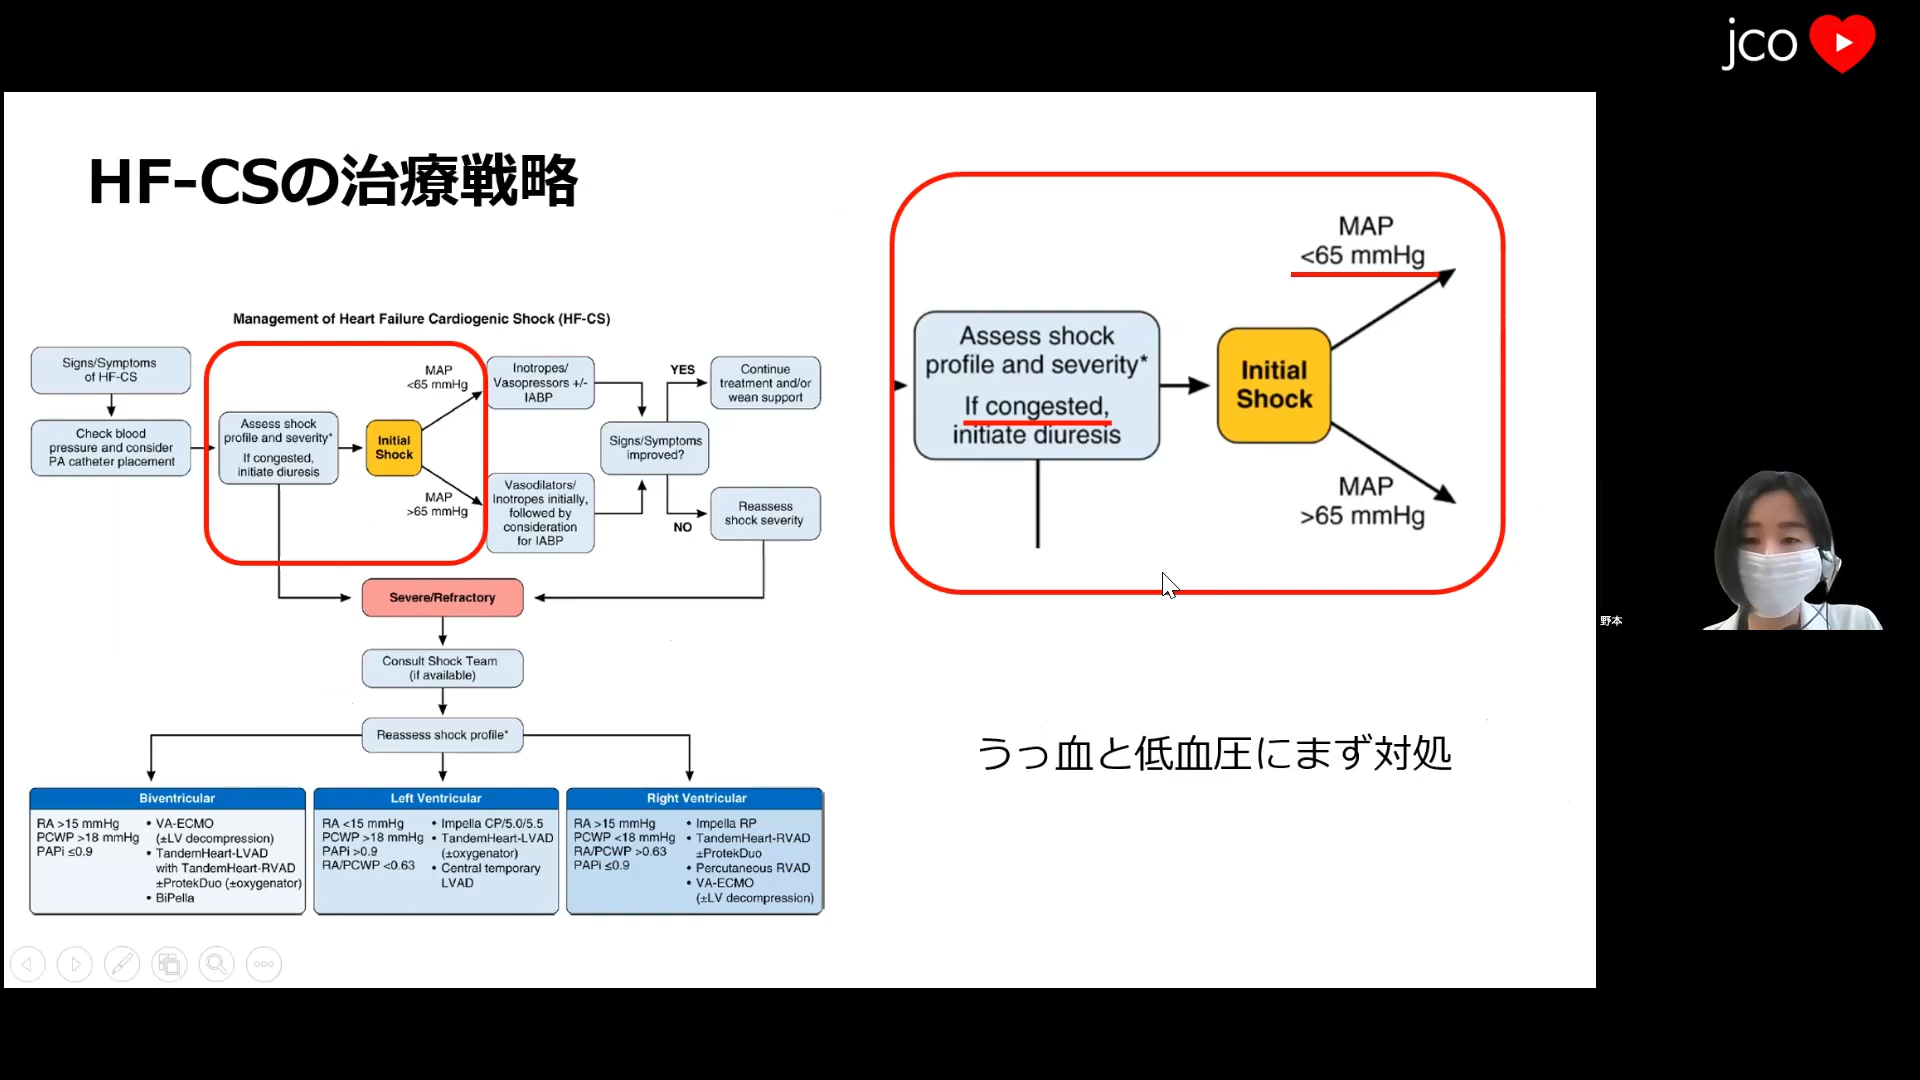 jco
HF-CSの治療戦略
Management of Heart Failure Cardiogenic Shock (HF-CS)
Signs/Symptoms
of HF-CS
Check blood
pressure and consider
PA catheter placement
Assess shock
profile and severity*
If congested,
initiate diuresis
Initial
Shock
MAP
<65 mmHg
MAP
>65 mmHg
Inotropes/
Vasopressors +/-
IABP
Vasodilators/
Inotropes initially,
followed by
consideration
for IABP
Signs/Symptoms
improved?
YES
NO
Continue
treatment and/or
wean support
Reassess
shock severity
Severe/Refractory
Consult Shock Team
(if available)
Reassess shock profile*
Biventricular
RA >15 mmHg
PCWP >18 mmHg
PAPi ≤0.9
• VA-ECMO
(±LV decompression)
• TandemHeart-LVAD
with TandemHeart-RVAD
±ProtekDuo (±oxygenator)
• BiPella
Left Ventricular
RA <15 mmHg
PCWP >18 mmHg
PAPi >0.9
RA/PCWP <0.63
• Impella CP/5.0/5.5
• TandemHeart-LVAD
(±oxygenator)
• Central temporary
LVAD
Right Ventricular
RA >15 mmHg
PCWP <18 mmHg
RA/PCWP >0.63
PAPi ≤0.9
• Impella RP
• TandemHeart-RVAD
±ProtekDuo
• Percutaneous RVAD
• VA-ECMO
(±LV decompression)
Assess shock
profile and severity*
If congested,
initiate diuresis
Initial
Shock
MAP
<65 mmHg
MAP
>65 mmHg
うっ血と低血圧にまず対処
野本